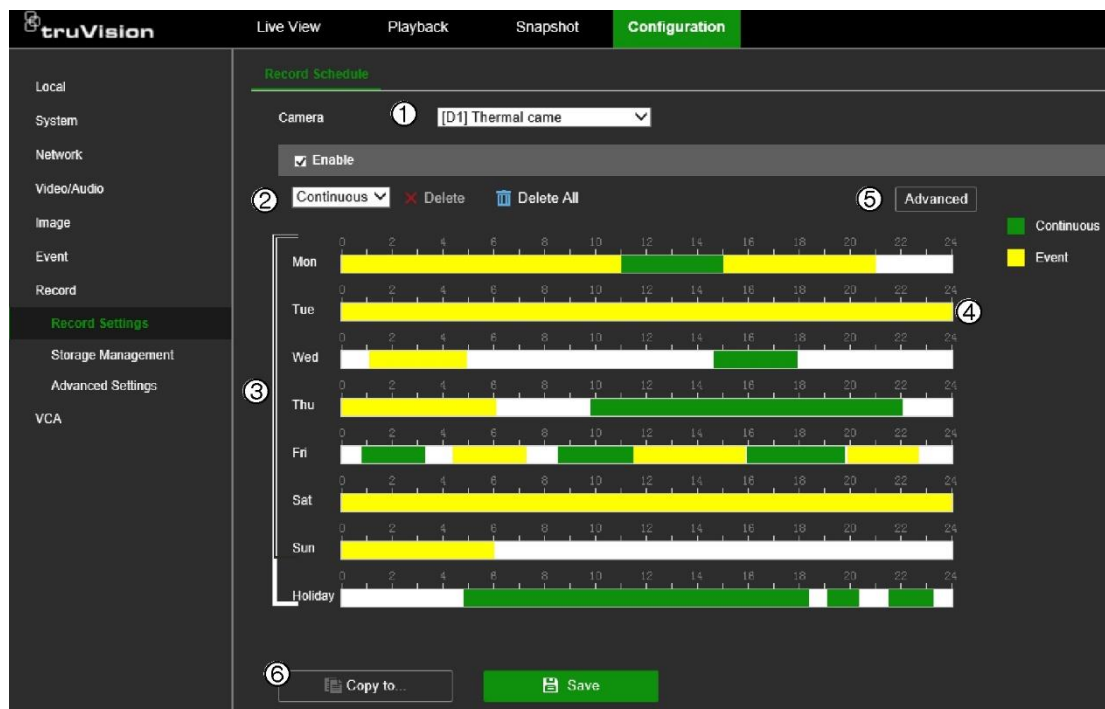 truVision Live View Playback Snapshot Configuration
Record Schedule
Local
System
Network
Video/Audio
Image
Event
Record
Record Settings
Storage Management
Advanced Settings
VCA
Camera ① [D1] Thermal came
Enable
② Continuous Delete Delete All ⑤ Advanced
Continuous
Event
③
0 2 4 6 8 10 12 14 16 18 20 22 24
Mon
0 2 4 6 8 10 12 14 16 18 20 22 24
Tue ④
0 2 4 6 8 10 12 14 16 18 20 22 24
Wed
0 2 4 6 8 10 12 14 16 18 20 22 24
Thu
0 2 4 6 8 10 12 14 16 18 20 22 24
Fri
0 2 4 6 8 10 12 14 16 18 20 22 24
Sat
0 2 4 6 8 10 12 14 16 18 20 22 24
Sun
0 2 4 6 8 10 12 14 16 18 20 22 24
Holiday
⑥ Copy to... Save